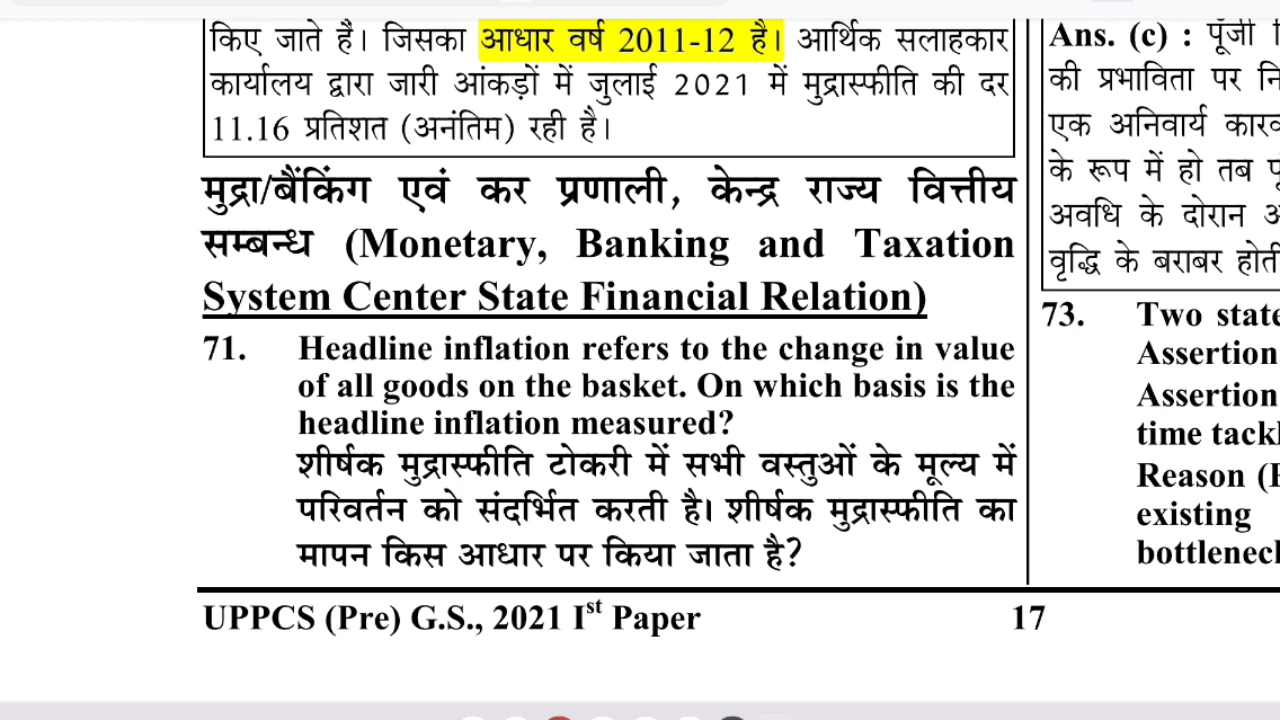 किए जाते हैं। जिसका आधार वर्ष 2011-12 है। आर्थिक सलाहकार
कार्यालय द्वारा जारी आंकड़ों में जुलाई 2021 में मुद्रास्फीति की दर
11.16 प्रतिशत (अनंतिम) रही है।
मुद्रा/बैंकिंग एवं कर प्रणाली, केन्द्र राज्य वित्तीय
सम्बन्ध (Monetary, Banking and Taxation
System Center State Financial Relation)
71. Headline inflation refers to the change in value
of all goods on the basket. On which basis is the
headline inflation measured?
शीर्षक मुद्रास्फीति टोकरी में सभी वस्तुओं के मूल्य में
परिवर्तन को संदर्भित करती है। शीर्षक मुद्रास्फीति का
मापन किस आधार पर किया जाता है?
UPPCS (Pre) G.S., 2021 Ist Paper 17
Ans. (c) : पूँजी
की प्रभाविता पर
एक अनिवार्य
के रूप में हो तब
अवधि के दोरान
वृद्धि के बराबर
73. Two
Assertion
Assertion
time
Reason
existing